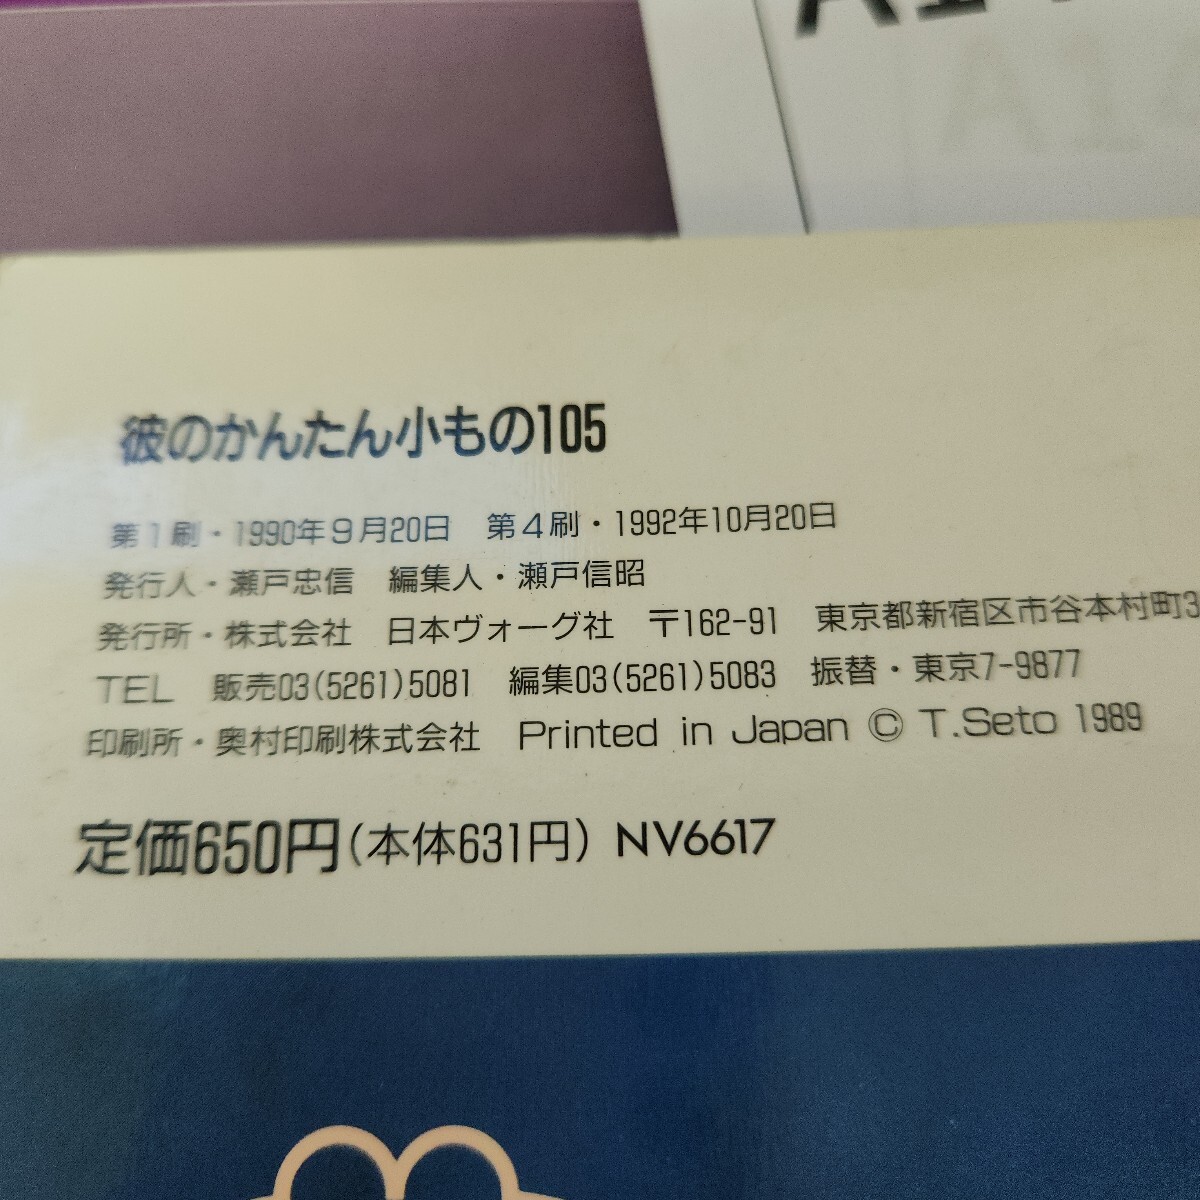 A14
彼のかんたん小もの105
第1刷・1990年9月20日　第4刷・1992年10月20日
発行人・瀬戸忠信　編集人・瀬戸信昭
発行所・株式会社　日本ヴォーグ社　〒162-91　東京都新宿区市谷本村町3
TEL　販売03(5261)5081　編集03(5261)5083　振替・東京7-9877
印刷所・奥村印刷株式会社　Printed in Japan © T.Seto 1989
定価650円(本体631円) NV6617